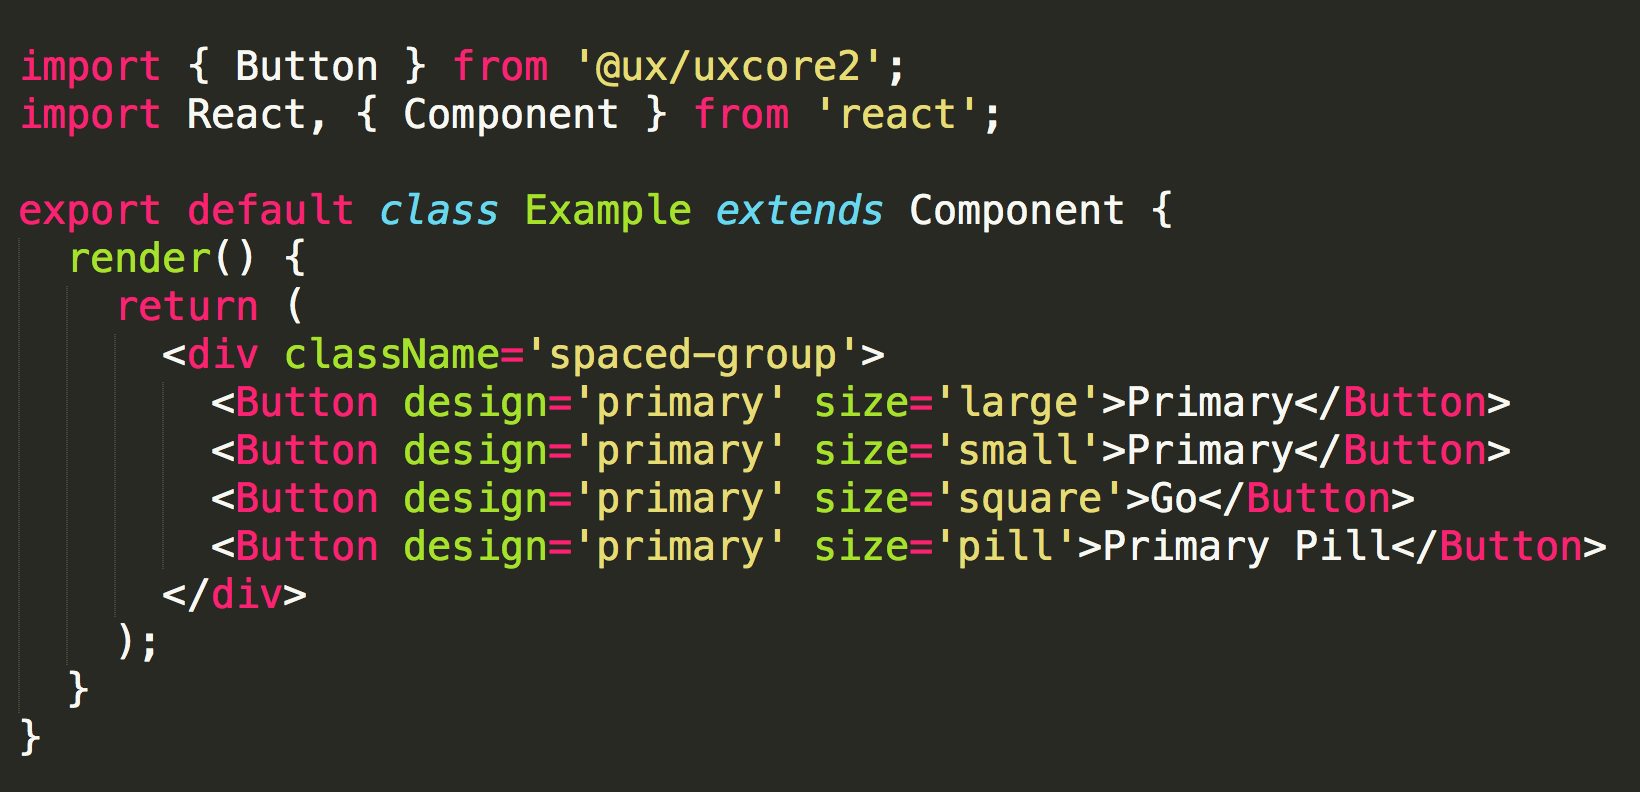 import { Button } from '@ux/uxcore2';
import React, { Component } from 'react';

export default class Example extends Component {
  render() {
    return (
      <div className='spaced-group'>
        <Button design='primary' size='large'>Primary</Button>
        <Button design='primary' size='small'>Primary</Button>
        <Button design='primary' size='square'>Go</Button>
        <Button design='primary' size='pill'>Primary Pill</Button>
      </div>
    );
  }
}